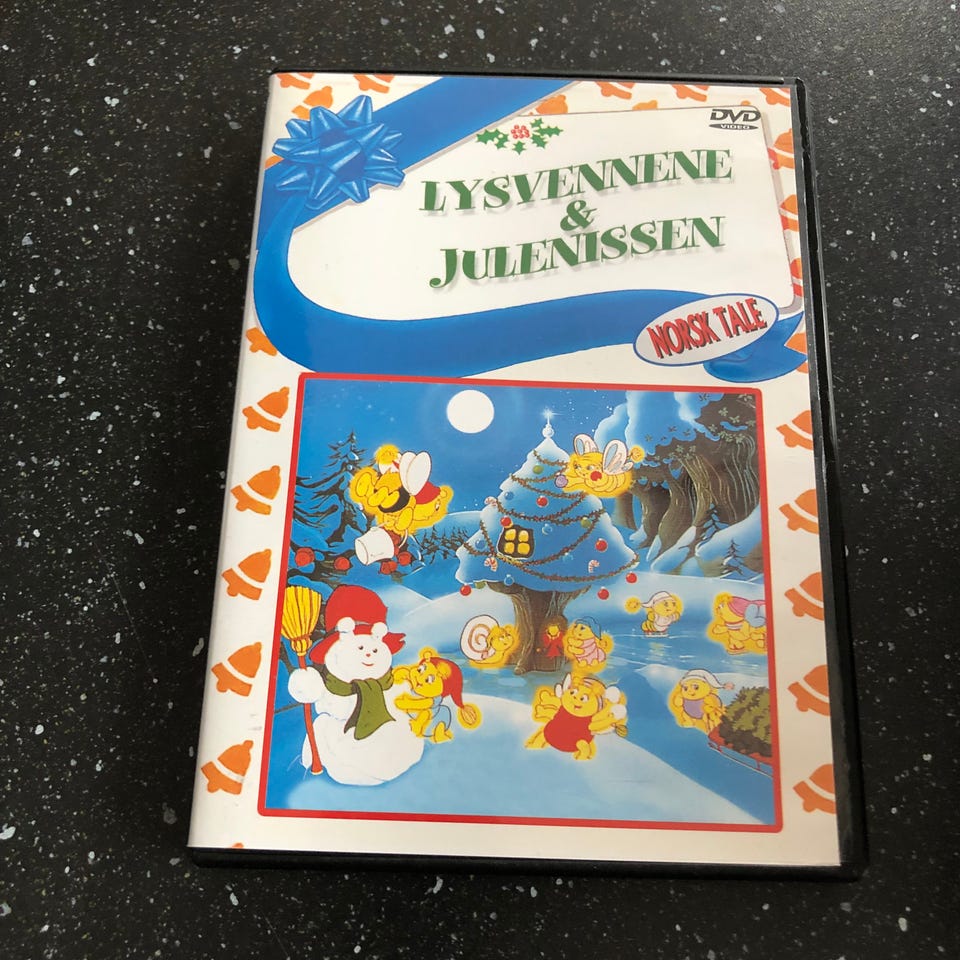 DVD
VIDEO
LYSVENNENE
&
JULENISSEN
NORSK TALE